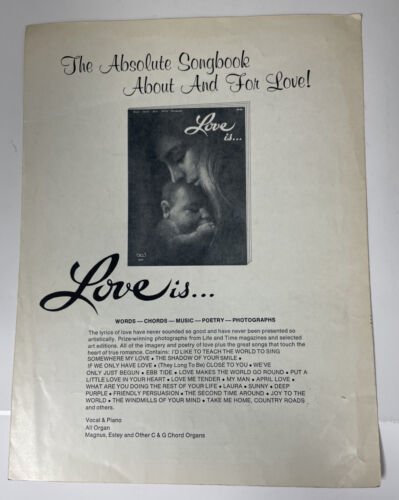 The Absolute Songbook
About And For Love!
Love
is...
Love is...
WORDS — CHORDS — MUSIC — POETRY — PHOTOGRAPHS
The lyrics of love have never sounded so good and have never been presented so
artistically. Prize-winning photographs from Life and Time magazines and selected
art editions. All of the imagery and poetry of love plus the great songs that touch the
heart of true romance. Contains: I'D LIKE TO TEACH THE WORLD TO SING
SOMEWHERE MY LOVE • THE SHADOW OF YOUR SMILE •
IF WE ONLY HAVE LOVE • (They Long To Be) CLOSE TO YOU • WE'VE
ONLY JUST BEGUN • EBB TIDE • LOVE MAKES THE WORLD GO ROUND • PUT A
LITTLE LOVE IN YOUR HEART • LOVE ME TENDER • MY MAN • APRIL LOVE •
WHAT ARE YOU DOING THE REST OF YOUR LIFE • LAURA • SUNNY • DEEP
PURPLE • FRIENDLY PERSUASION • THE SECOND TIME AROUND • JOY TO THE
WORLD • THE WINDMILLS OF YOUR MIND • TAKE ME HOME, COUNTRY ROADS
and others.
Vocal & Piano
All Organ
Magnus, Estey and Other C & G Chord Organs